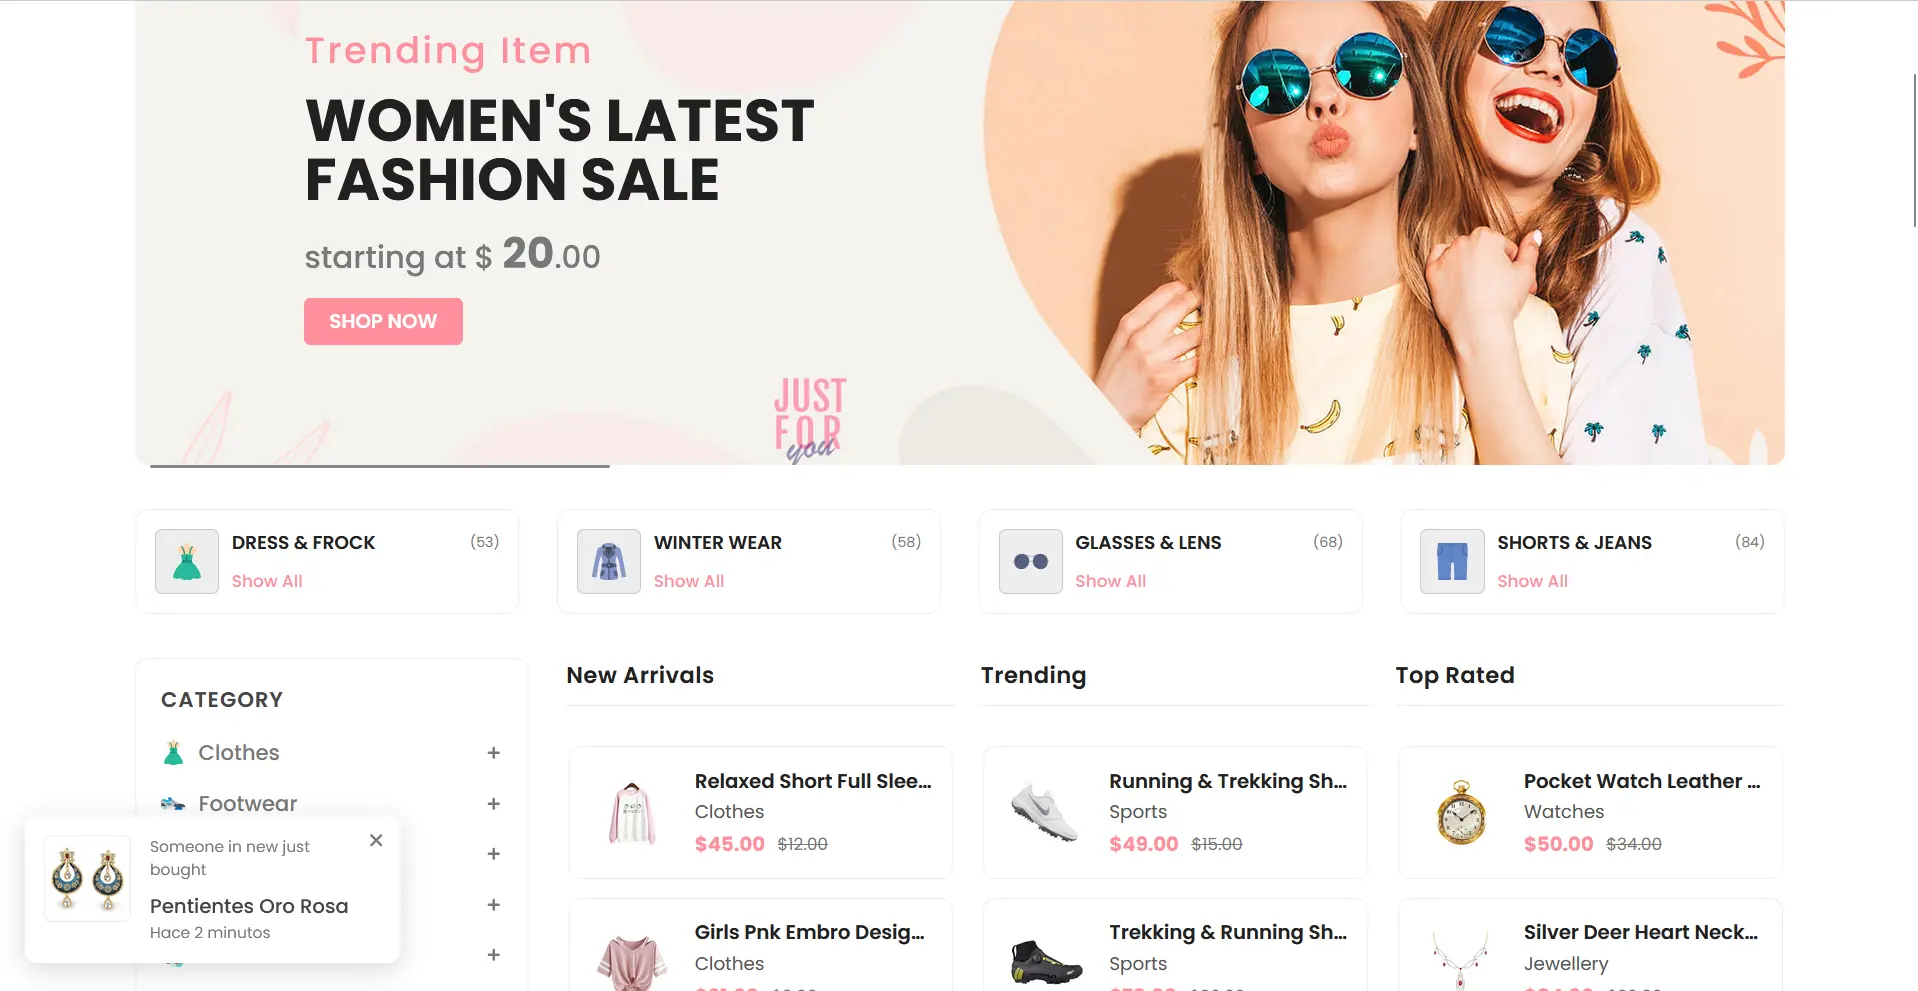 Trending Item
WOMEN'S LATEST
FASHION SALE
starting at $ 20.00
SHOP NOW
JUST
FOR
you
DRESS & FROCK (53)
Show All
WINTER WEAR (58)
Show All
GLASSES & LENS (68)
Show All
SHORTS & JEANS (84)
Show All
CATEGORY
Clothes +
Footwear +
+
+
+
Someone in new just
bought
Pentientes Oro Rosa
Hace 2 minutos
New Arrivals
Relaxed Short Full Slee...
Clothes
$45.00 $12.00
Girls Pnk Embro Desig...
Clothes
Trending
Running & Trekking Sh...
Sports
$49.00 $15.00
Trekking & Running Sh...
Sports
Top Rated
Pocket Watch Leather ...
Watches
$50.00 $34.00
Silver Deer Heart Neck...
Jewellery